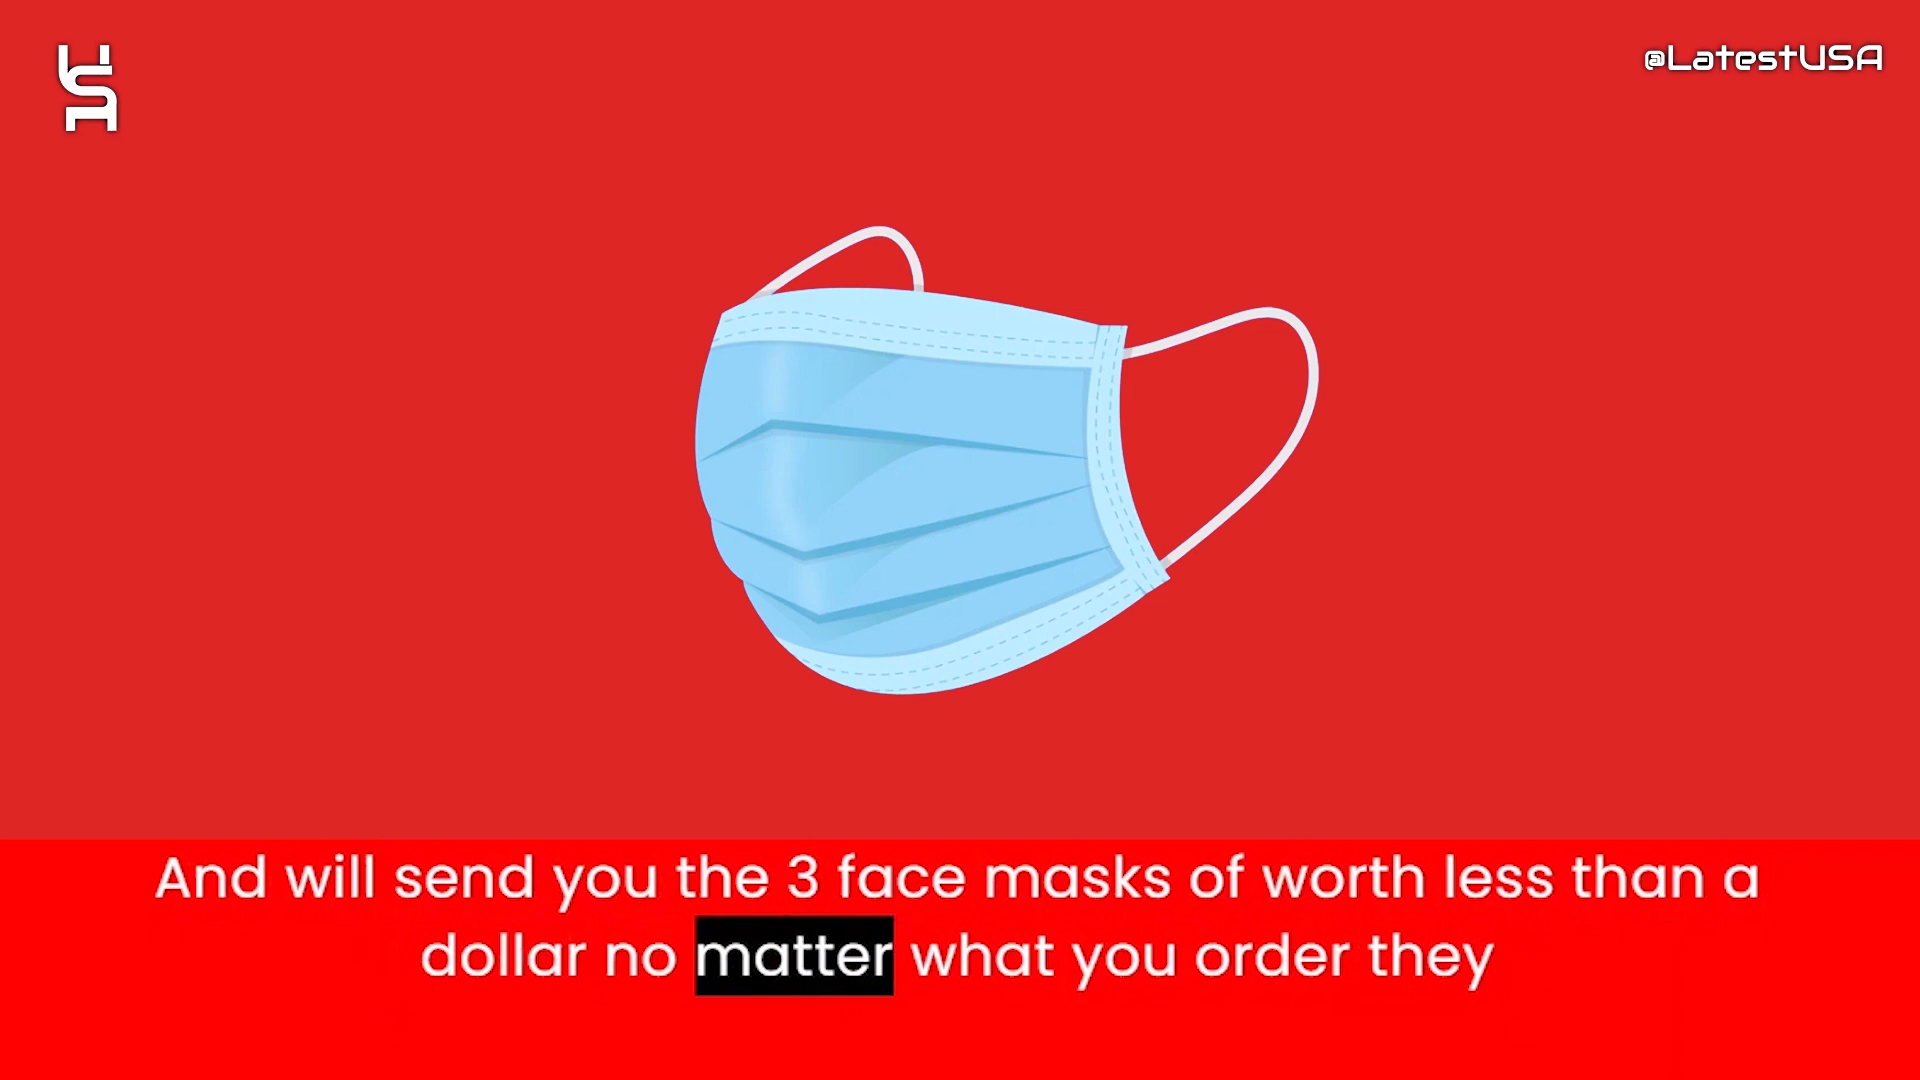 USA
@LatestUSA
And will send you the 3 face masks of worth less than a
dollar no matter what you order they